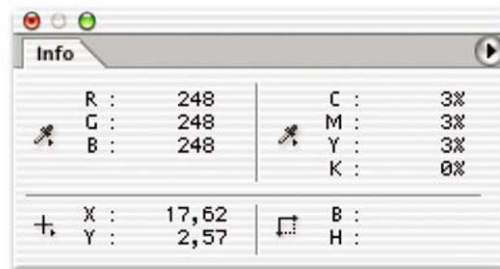 Info
R : 248
G : 248
B : 248
C : 3%
M : 3%
Y : 3%
K : 0%
X : 17,62
Y : 2,57
B :
H :